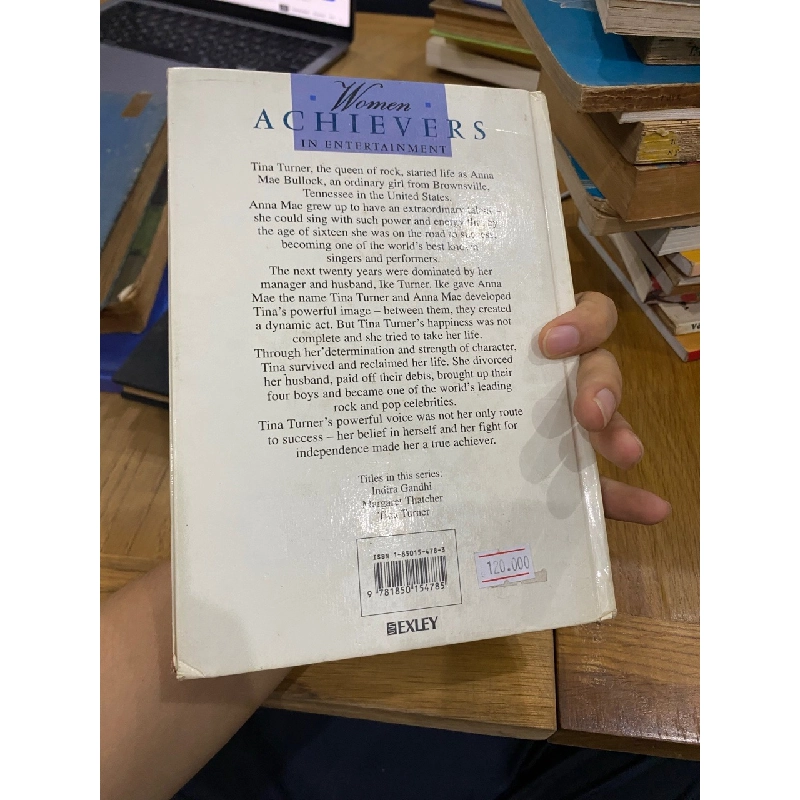 Women
ACHIEVERS
IN ENTERTAINMENT
Tina Turner, the queen of rock, started life as Anna
Mae Bullock, an ordinary girl from Brownsville,
Tennessee in the United States.
Anna Mae grew up to have an extraordinary
she could sing with such power and energy that by
the age of sixteen she was on the road to success,
becoming one of the world's best known
singers and performers.
The next twenty years were dominated by her
manager and husband, Ike Turner. Ike gave Anna
Mae the name Tina Turner and Anna Mae developed
Tina's powerful image – between them, they created
a dynamic act. But Tina Turner's happiness was not
complete and she tried to take her life.
Through her determination and strength of character,
Tina survived and reclaimed her life. She divorced
her husband, paid off their debts, brought up their
four boys and became one of the world's leading
rock and pop celebrities.
Tina Turner's powerful voice was not her only route
to success – her belief in herself and her fight for
independence made her a true achiever.
Titles in this series:
Indira Gandhi
Margaret Thatcher
Tina Turner
ISBN 1-85015-478-3
9 781850 154785
120.000
EXLEY